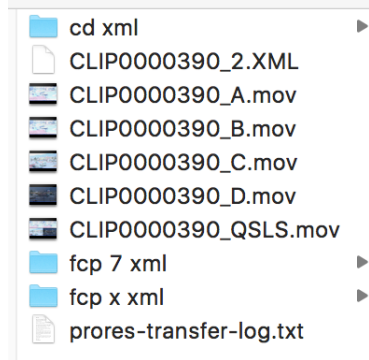 cd xml
CLIP0000390_2.XML
CLIP0000390_A.mov
CLIP0000390_B.mov
CLIP0000390_C.mov
CLIP0000390_D.mov
CLIP0000390_QSLS.mov
fcp 7 xml
fcp x xml
prores-transfer-log.txt